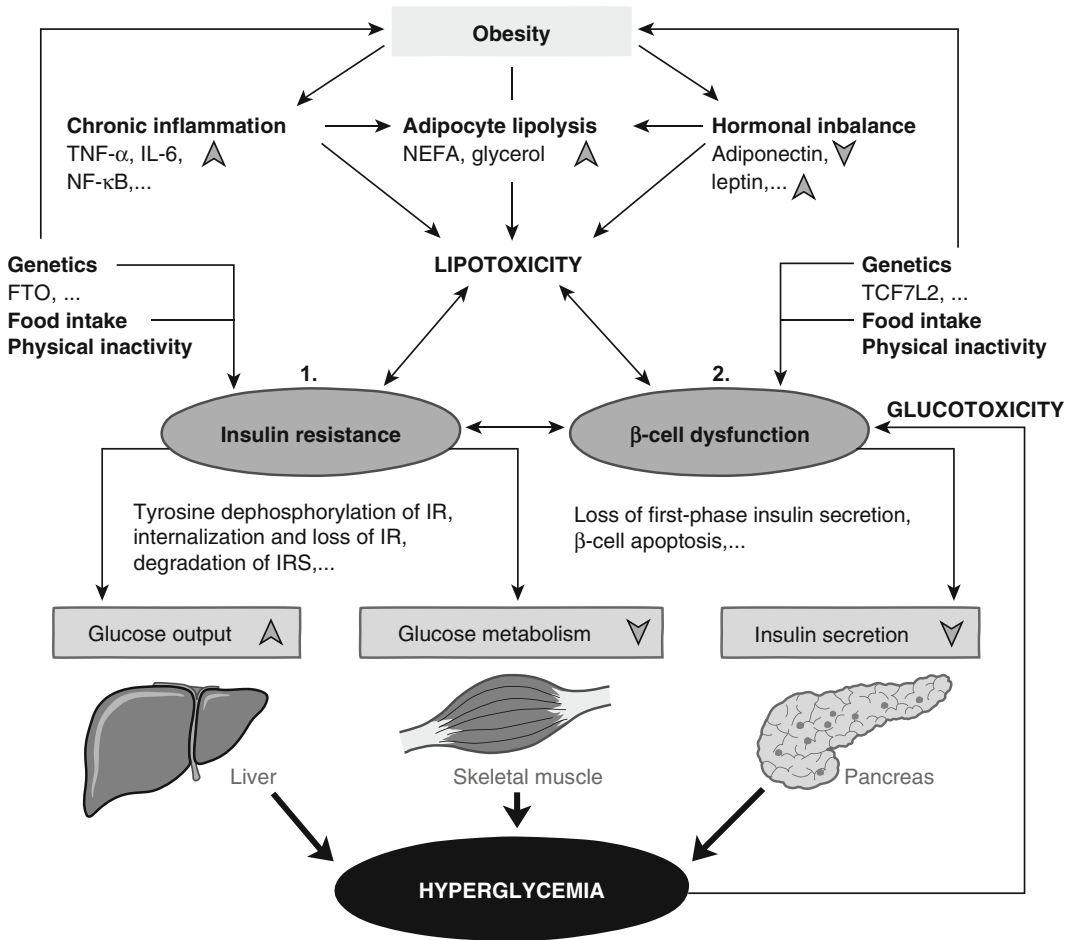 Obesity
Chronic inflammation
TNF-α, IL-6,
NF-κB,...
Adipocyte lipolysis
NEFA, glycerol
Hormonal inbalance
Adiponectin,
leptin,...
LIPOTOXICITY
Genetics
FTO, ...
Food intake
Physical inactivity
Genetics
TCF7L2, ...
Food intake
Physical inactivity
1.
Insulin resistance
2.
β-cell dysfunction
GLUCOTOXICITY
Tyrosine dephosphorylation of IR,
internalization and loss of IR,
degradation of IRS,...
Loss of first-phase insulin secretion,
β-cell apoptosis,...
Glucose output
Glucose metabolism
Insulin secretion
Liver
Skeletal muscle
Pancreas
HYPERGLYCEMIA